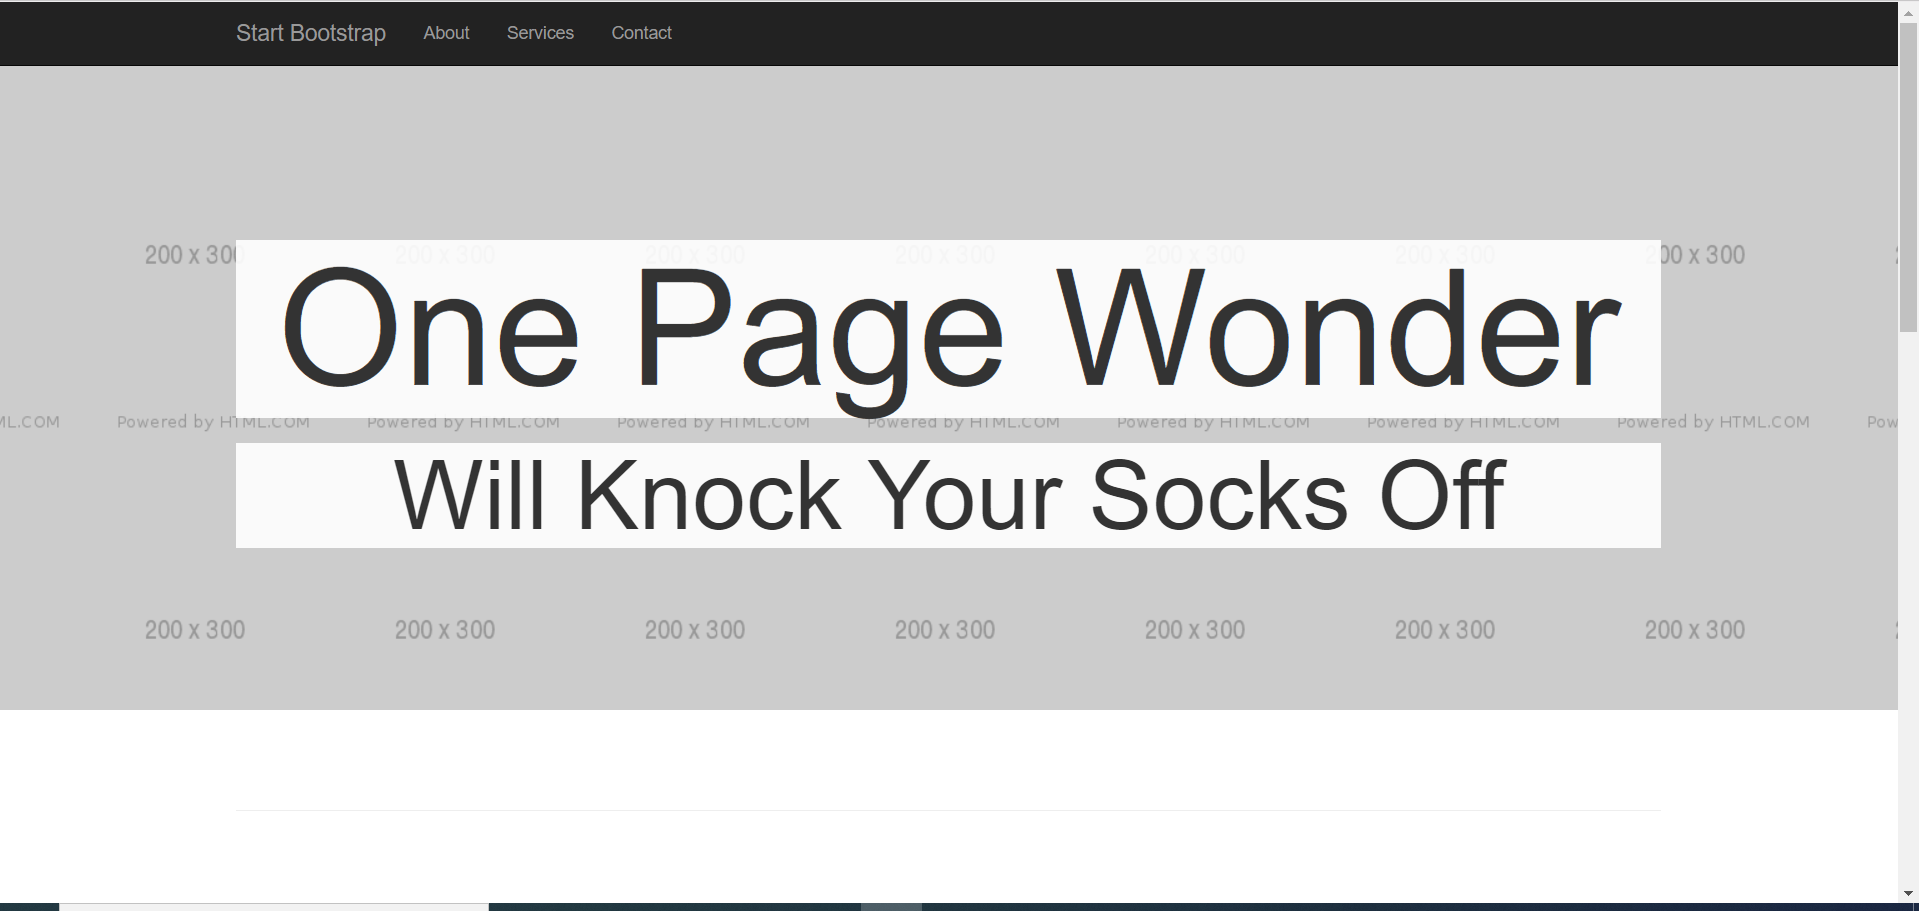 Start Bootstrap About Services Contact
200 x 300 200 x 300 200 x 300 200 x 300 200 x 300 200 x 300 00 x 300
One Page Wonder
ML.COM Powered by HTML.COM Powered by HTML.COM Powered by HTML.COM Powered by HTML.COM Powered by HTML.COM Powered by HTML.COM Powered by HTML.COM Pow
Will Knock Your Socks Off
200 x 300 200 x 300 200 x 300 200 x 300 200 x 300 200 x 300 200 x 300